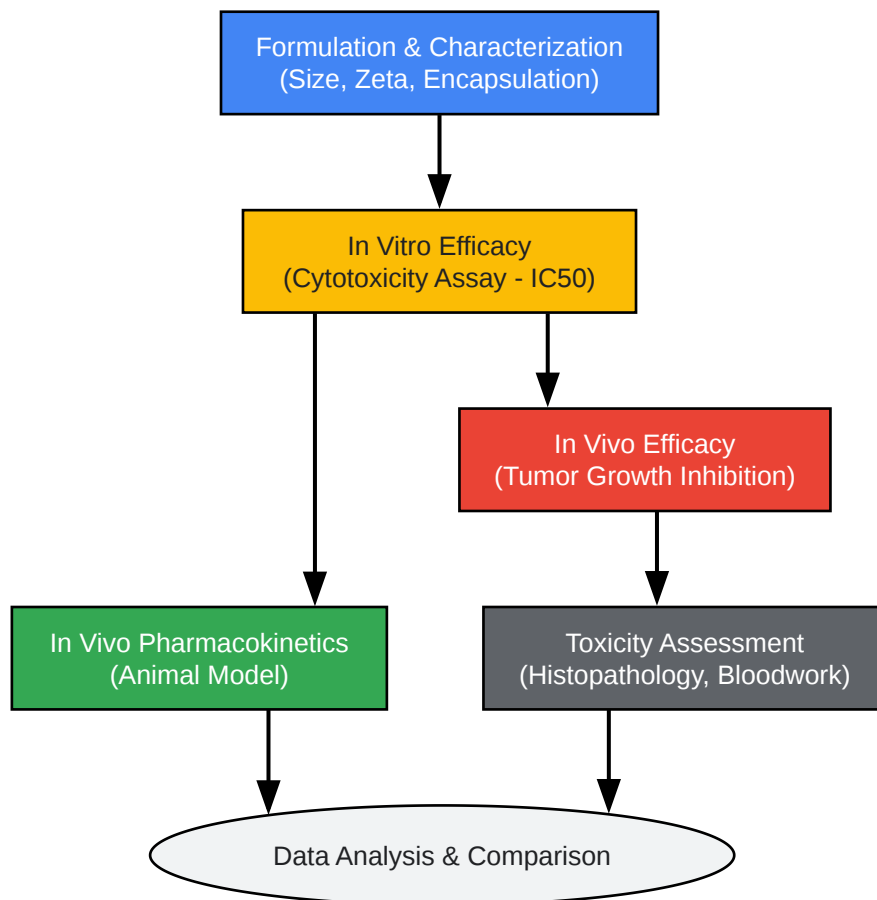 Formulation & Characterization
(Size, Zeta, Encapsulation)
In Vitro Efficacy
(Cytotoxicity Assay - IC50)
In Vivo Efficacy
(Tumor Growth Inhibition)
In Vivo Pharmacokinetics
(Animal Model)
Toxicity Assessment
(Histopathology, Bloodwork)
Data Analysis & Comparison